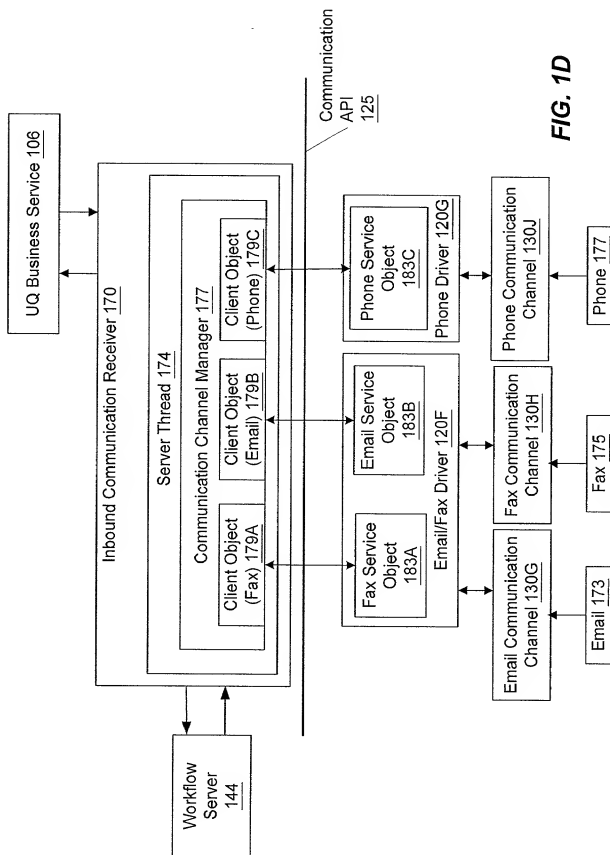 UQ Business Service 106
Inbound Communication Receiver 170
Server Thread 174
Communication Channel Manager 177
Client Object
(Fax) 179A
Client Object
(Email) 179B
Client Object
(Phone) 179C
Workflow
Server
144
Communication
API
125
Fax Service
Object
183A
Email Service
Object
183B
Email/Fax Driver 120F
Phone Service
Object
183C
Phone Driver 120G
Email Communication
Channel 130G
Fax Communication
Channel 130H
Phone Communication
Channel 130J
Email 173
Fax 175
Phone 177
FIG. 1D